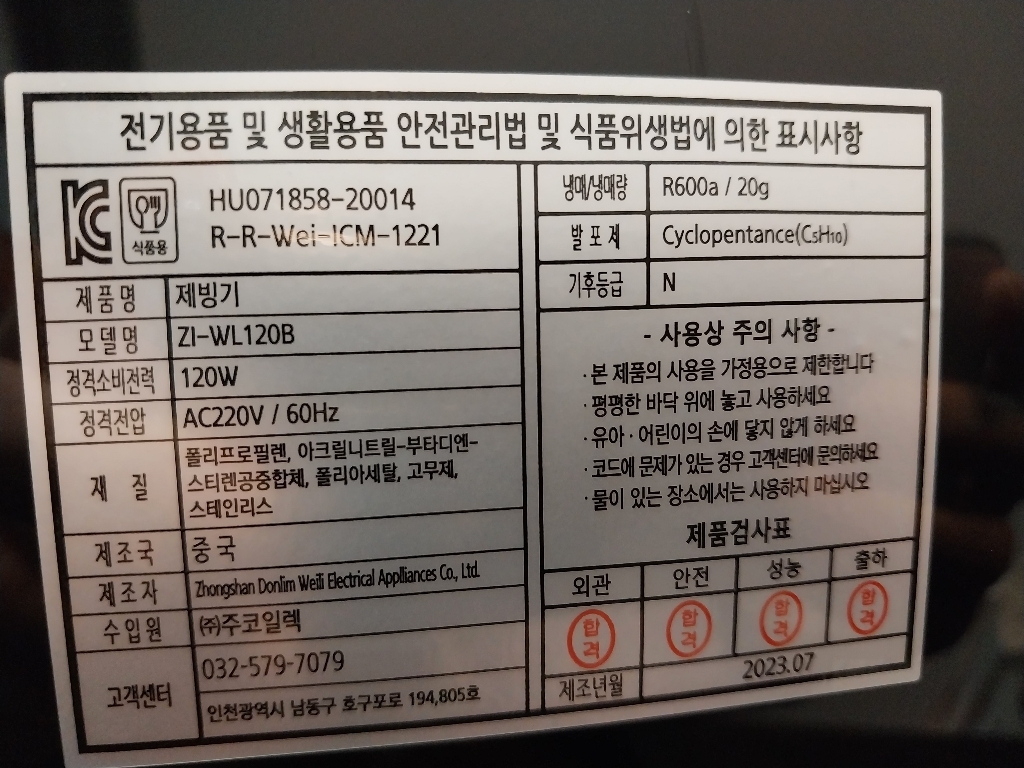 전기용품 및 생활용품 안전관리법 및 식품위생법에 의한 표시사항
KC 식품용
HU071858-20014
R-R-Wei-ICM-1221
제품명 제빙기
모델명 ZI-WL120B
정격소비전력 120W
정격전압 AC220V / 60Hz
재 질 폴리프로필렌, 아크릴니트릴-부타디엔-
스티렌공중합체, 폴리아세탈, 고무제,
스테인리스
제조국 중국
제조자 Zhongshan Donlim Weili Electrical Applliances Co., Ltd.
수입원 ㈜주코일렉
고객센터 032-579-7079
인천광역시 남동구 호구포로 194,805호
냉매/냉매량 R600a / 20g
발포제 Cyclopentance(C5H10)
기후등급 N
- 사용상 주의 사항 -
· 본 제품의 사용을 가정용으로 제한합니다
· 평평한 바닥 위에 놓고 사용하세요
· 유아 · 어린이의 손에 닿지 않게 하세요
· 코드에 문제가 있는 경우 고객센터에 문의하세요
· 물이 있는 장소에서는 사용하지 마십시오
제품검사표
외관 안전 성능 출하
합격 합격 합격 합격
제조년월 2023.07